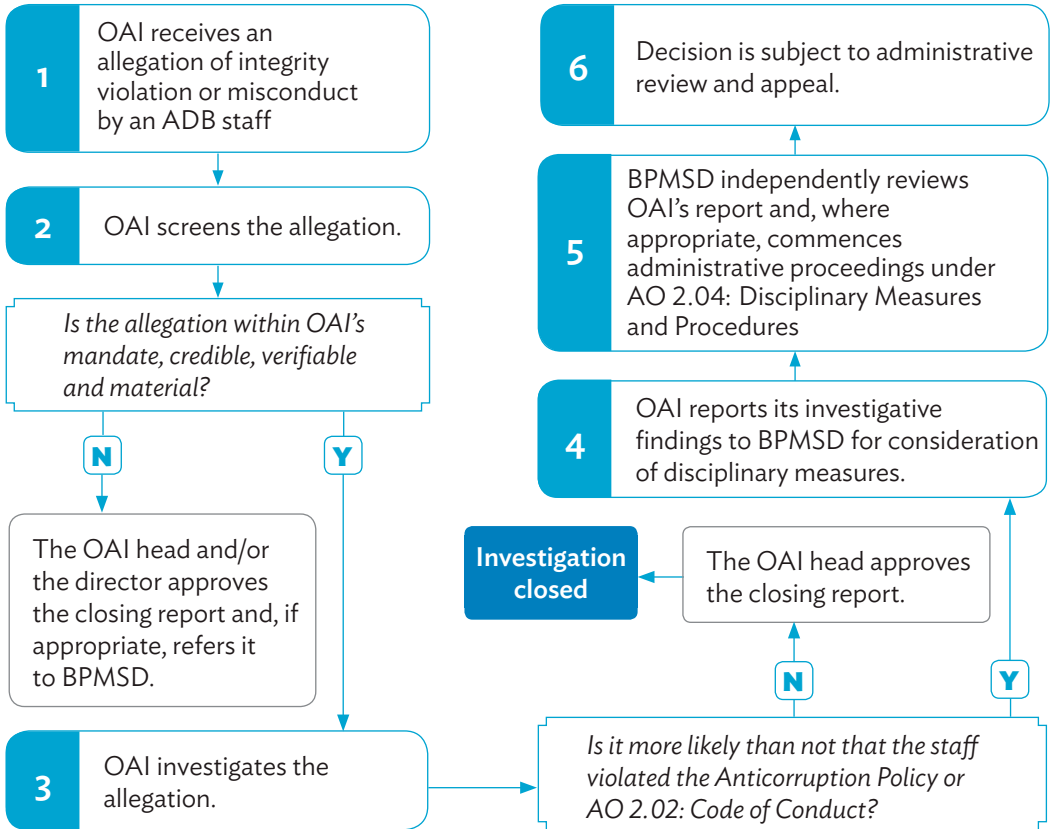 1
OAI receives an
allegation of integrity
violation or misconduct
by an ADB staff
2
OAI screens the allegation.
Is the allegation within OAI’s
mandate, credible, verifiable
and material?
N
Y
The OAI head and/or
the director approves
the closing report and, if
appropriate, refers it
to BPMSD.
3
OAI investigates the
allegation.
Is it more likely than not that the staff
violated the Anticorruption Policy or
AO 2.02: Code of Conduct?
N
Y
The OAI head approves
the closing report.
Investigation
closed
4
OAI reports its investigative
findings to BPMSD for consideration
of disciplinary measures.
5
BPMSD independently reviews
OAI’s report and, where
appropriate, commences
administrative proceedings under
AO 2.04: Disciplinary Measures
and Procedures
6
Decision is subject to administrative
review and appeal.